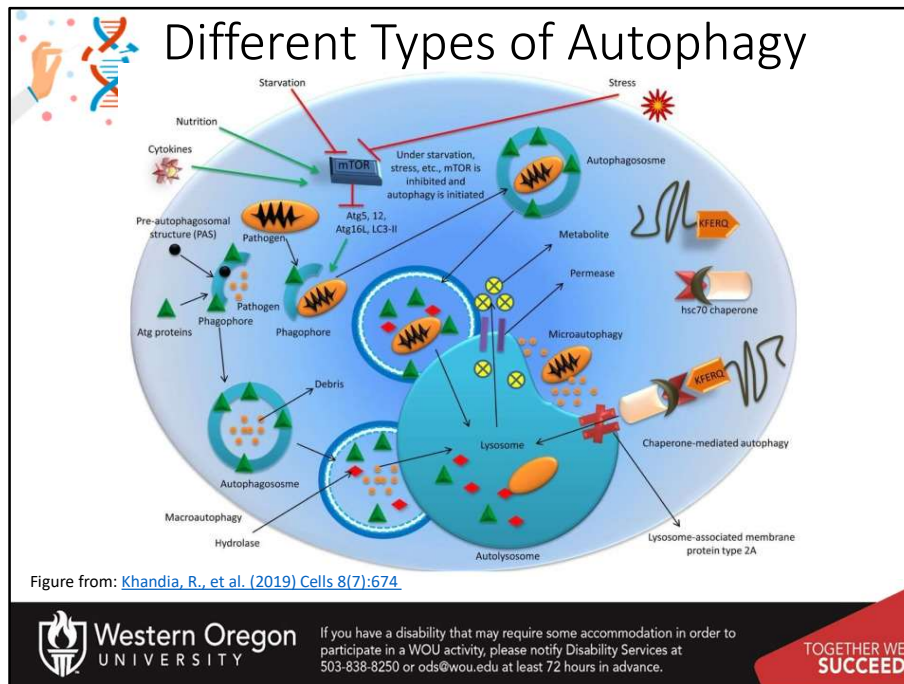 Different Types of Autophagy
Starvation
Stress
Nutrition
Cytokines
mTOR
Under starvation,
stress, etc., mTOR is
inhibited and
autophagy is initiated
Autophagososme
KFERQ
Atg5, 12,
Atg16L, LC3-II
Pre-autophagosomal
structure (PAS)
Pathogen
Metabolite
Permease
hsc70 chaperone
Pathogen
Atg proteins
Phagophore
Phagophore
Microautophagy
KFERQ
Debris
Lysosome
Chaperone-mediated autophagy
Autophagososme
Macroautophagy
Hydrolase
Autolysosome
Lysosome-associated membrane
protein type 2A
Figure from: Khandia, R., et al. (2019) Cells 8(7):674
Western Oregon
UNIVERSITY
If you have a disability that may require some accommodation in order to
participate in a WOU activity, please notify Disability Services at
503-838-8250 or ods@wou.edu at least 72 hours in advance.
TOGETHER WE
SUCCEED